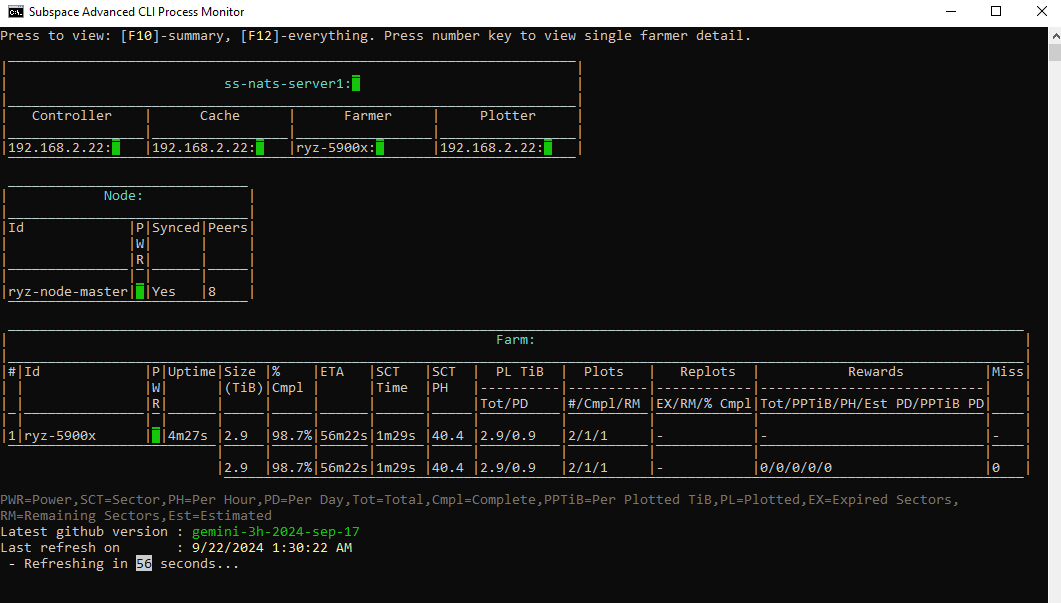 Subspace Advanced CLI Process Monitor
Press to view: [F10]-summary, [F12]-everything. Press number key to view single farmer detail.
ss-nats-server1:
Controller | Cache | Farmer | Plotter
192.168.2.22: | 192.168.2.22: | ryz-5900x: | 192.168.2.22:
Node:
Id |P|Synced|Peers
W
R
ryz-node-master| |Yes |8
Farm:
#|Id |P|Uptime|Size |% |ETA |SCT |SCT | PL TiB | Plots | Replots | Rewards |Miss
W| |(TiB)|Cmpl| |Time |PH |----------|----------|------------|----------------------------|
R| | | | | | |Tot/PD |#/Cmpl/RM |EX/RM/% Cmpl|Tot/PPTiB/PH/Est PD/PPTiB PD|
1|ryz-5900x | |4m27s |2.9 |98.7%|56m22s|1m29s |40.4 |2.9/0.9 |2/1/1 |- |- |-
2.9 |98.7%|56m22s|1m29s |40.4 |2.9/0.9 |2/1/1 |- |0/0/0/0/0 |0
PWR=Power,SCT=Sector,PH=Per Hour,PD=Per Day,Tot=Total,Cmpl=Complete,PPTiB=Per Plotted TiB,PL=Plotted,EX=Expired Sectors,
RM=Remaining Sectors,Est=Estimated
Latest github version : gemini-3h-2024-sep-17
Last refresh on : 9/22/2024 1:30:22 AM
- Refreshing in 56 seconds...